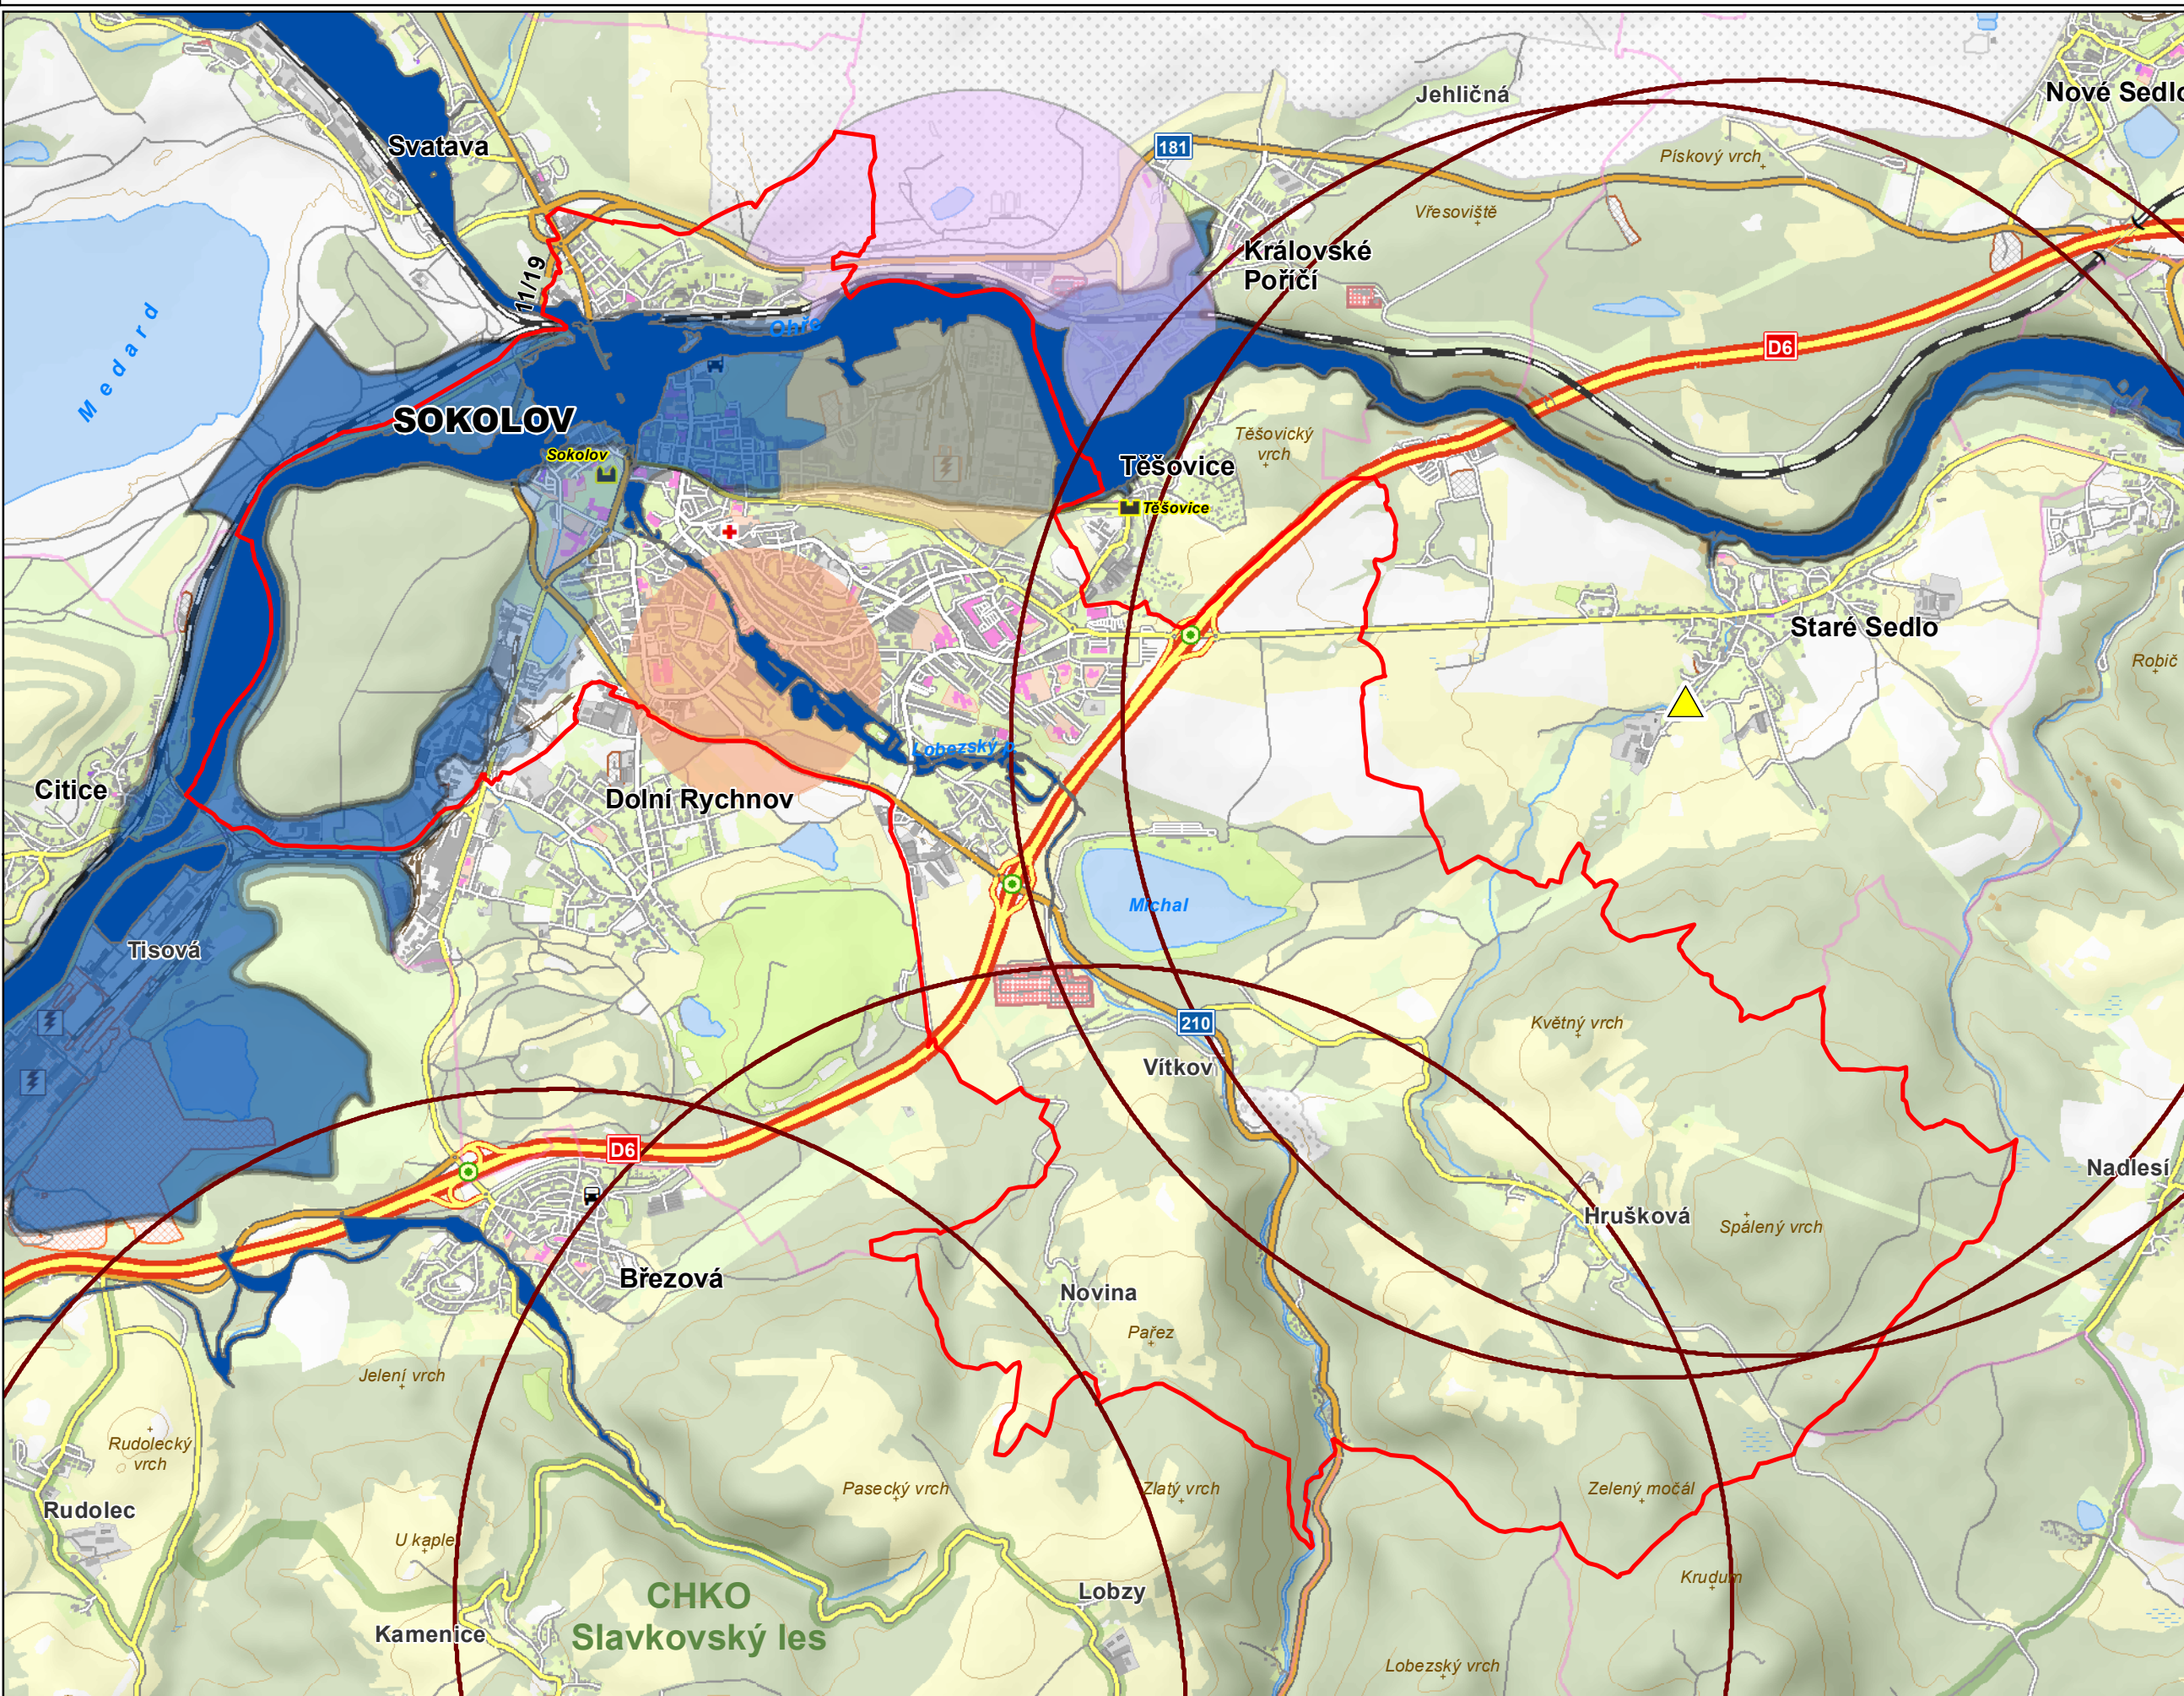 Jehličná
Nové Sedlo
Svatava
181
Pískový vrch
Vřesoviště
Královské
Poříčí
11/19
Medard
Ohře
D6
SOKOLOV
Sokolov
Těšovický
vrch
Těšovice
Těšovice
Staré Sedlo
Robič
Lobezský p.
Citice
Dolní Rychnov
Michal
Tisová
210
Květný vrch
Vítkov
D6
Nadlesí
Hrušková
Spálený vrch
Březová
Novina
Pařez
Jelení vrch
Rudolecký
vrch
Pasecký vrch
Zlatý vrch
Zelený močál
Rudolec
U kaple
Krudum
CHKO
Slavkovský les
Lobzy
Kamenice
Lobezský vrch